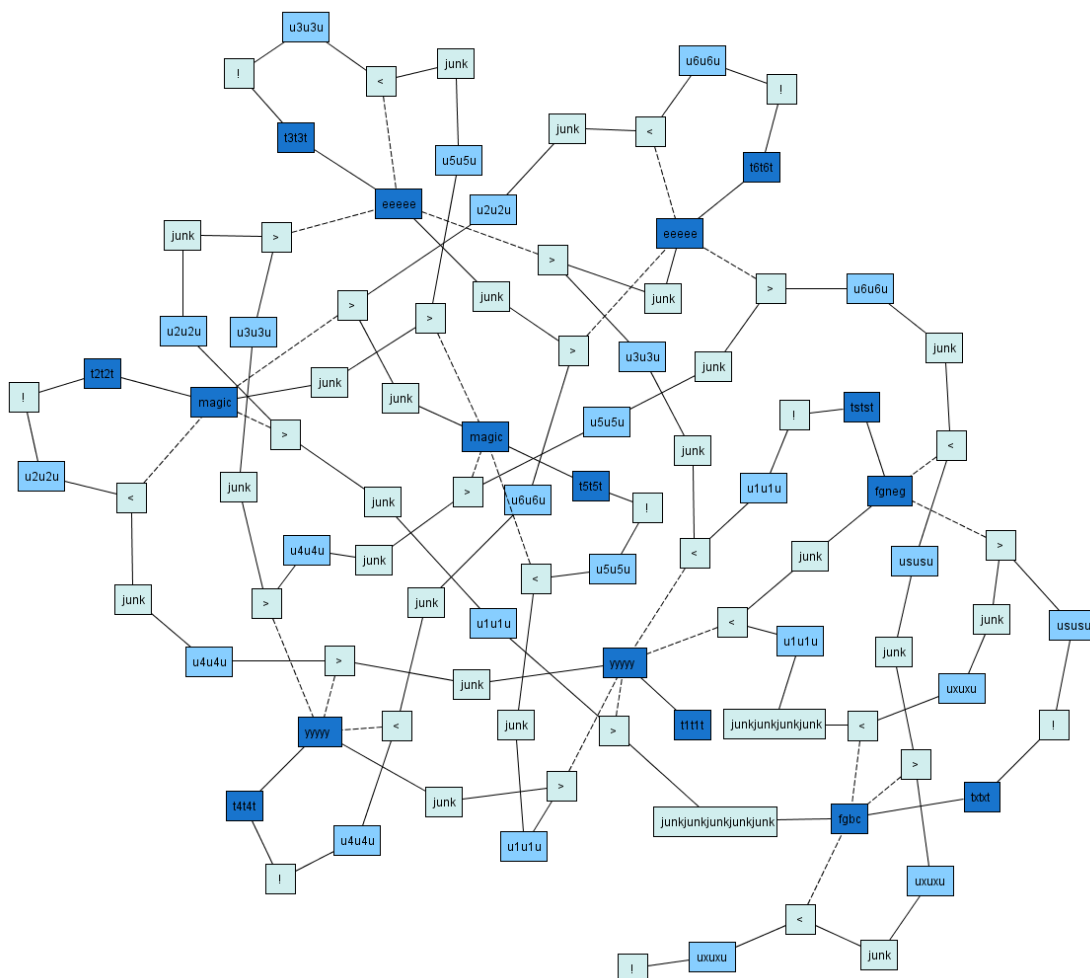 u3u3u
!
<
junk
u6u6u
!
t3t3t
junk
<
u5u5u
t6t6t
eeeee
u2u2u
junk
>
eeeee
>
junk
>
u6u6u
junk
>
junk
>
u2u2u
u3u3u
junk
>
u3u3u
junk
t2t2t
junk
!
magic
junk
tstst
!
u5u5u
>
magic
<
junk
u2u2u
junk
t5t5t
u1u1u
fgneg
<
junk
>
u6u6u
!
u4u4u
junk
<
junk
>
ususu
<
u5u5u
junk
>
junk
u1u1u
<
junk
ususu
u1u1u
u4u4u
>
yyyyy
junk
junk
uxuxu
yyyyy
<
junk
>
t1t1t
junkjunkjunkjunk
<
!
>
t4t4t
junk
>
txtxt
junkjunkjunkjunkjunk
fgbc
u4u4u
u1u1u
!
uxuxu
<
junk
uxuxu
!